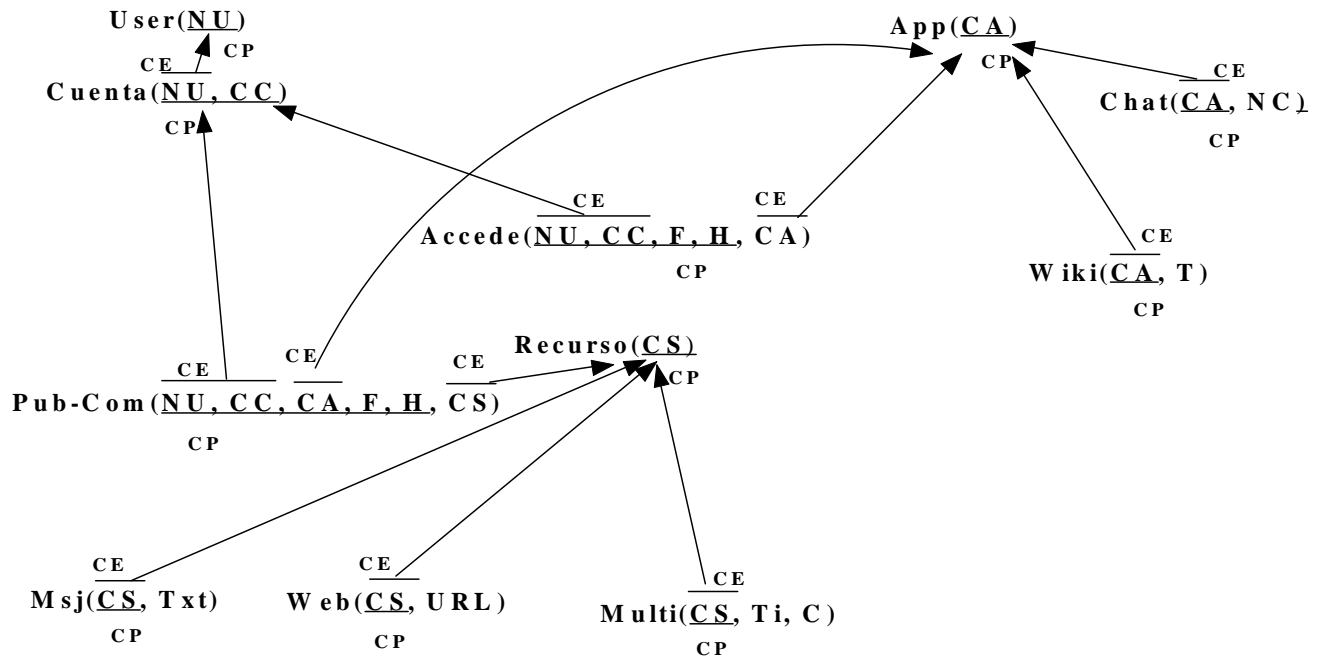 User(NU)
App(CA)
CP
CE
CP
CE
Cuenta(NU, CC)
Chat(CA, NC)
CP
CP
CE
CE
Accede(NU, CC, F, H, CA)
CE
CP
Wiki(CA, T)
CP
Recurso(CS)
CE
CE
CE
CP
Pub-Com(NU, CC, CA, F, H, CS)
CP
CE
CE
CE
Msj(CS, Txt)
Web(CS, URL)
Multi(CS, Ti, C)
CP
CP
CP